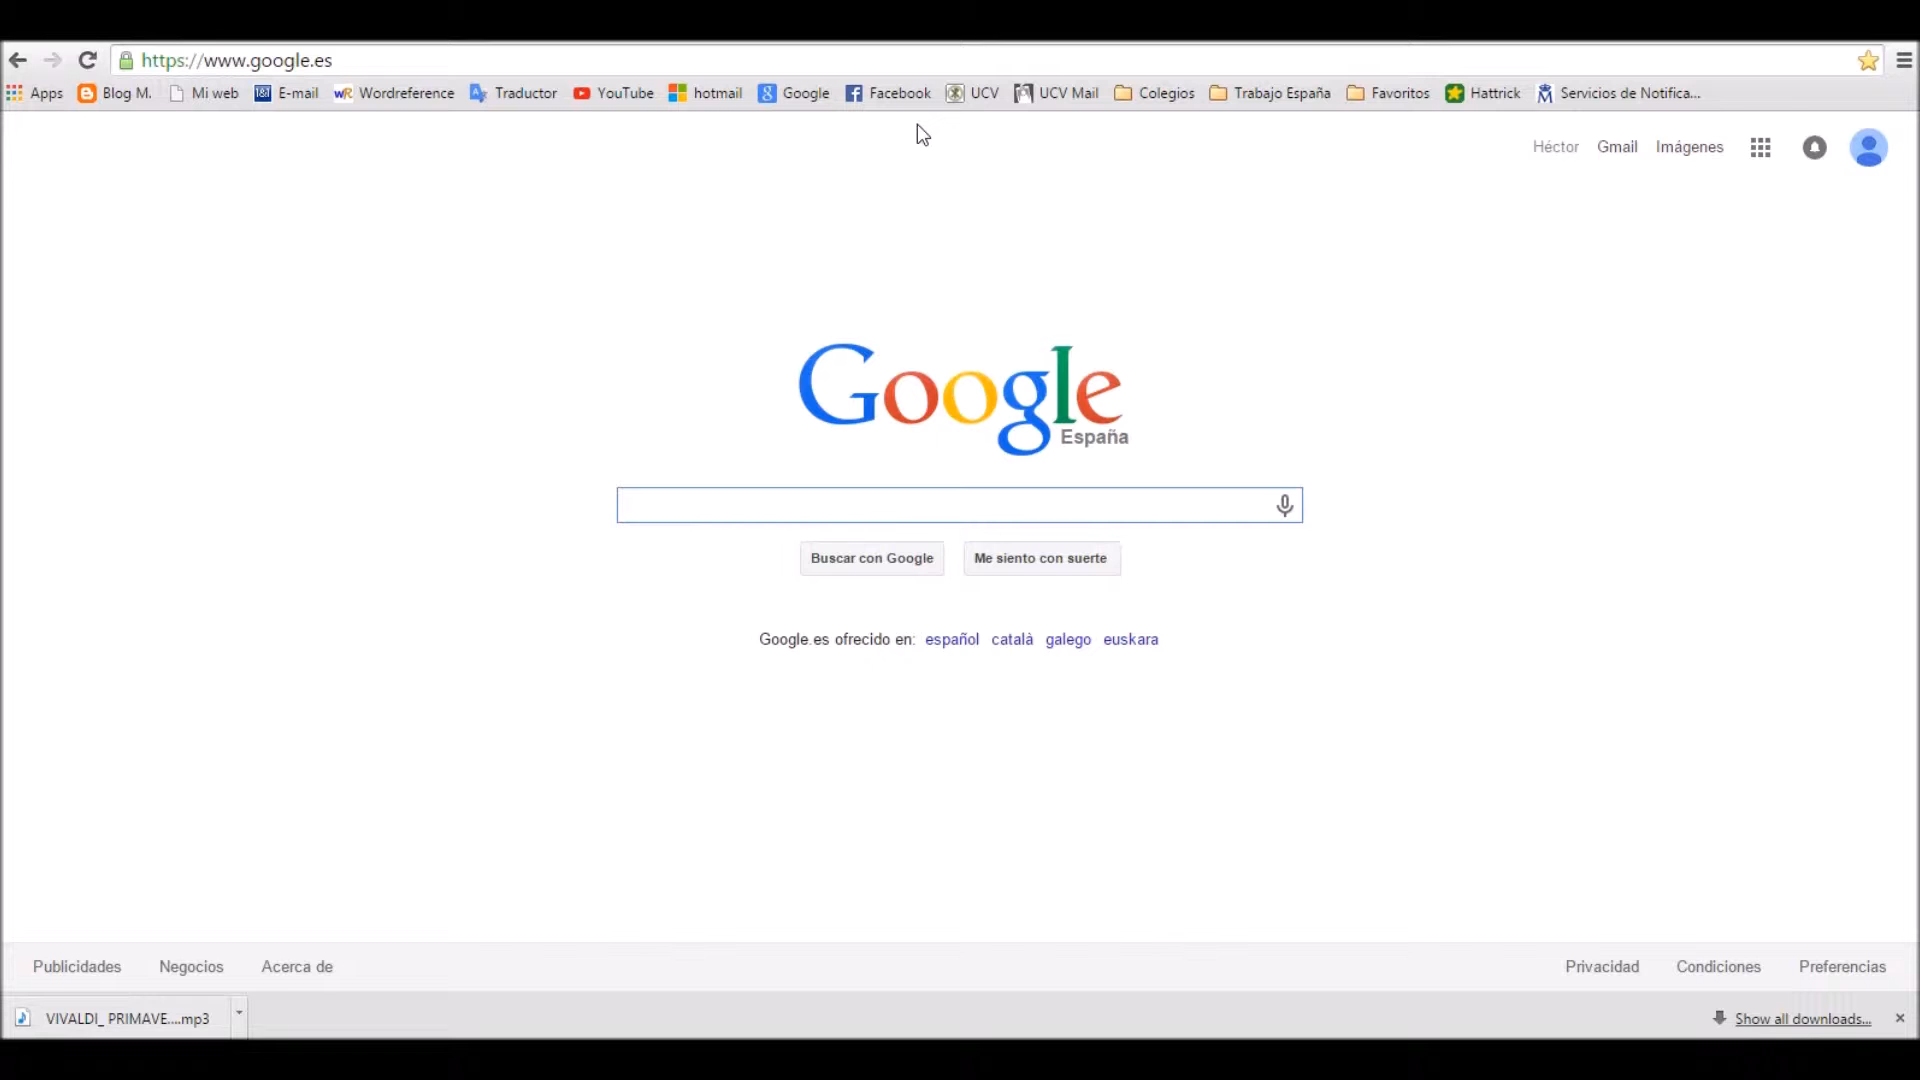 https://www.google.es
Apps Blog M. Mi web E-mail Wordreference Traductor YouTube hotmail Google Facebook UCV UCV Mail Colegios Trabajo España Favoritos Hattrick Servicios de Notifica...
Héctor Gmail Imágenes
Google
España
Buscar con Google Me siento con suerte
Google.es ofrecido en: español català galego euskara
Publicidades Negocios Acerca de Privacidad Condiciones Preferencias
VIVALDI_ PRIMAVE....mp3 Show all downloads...